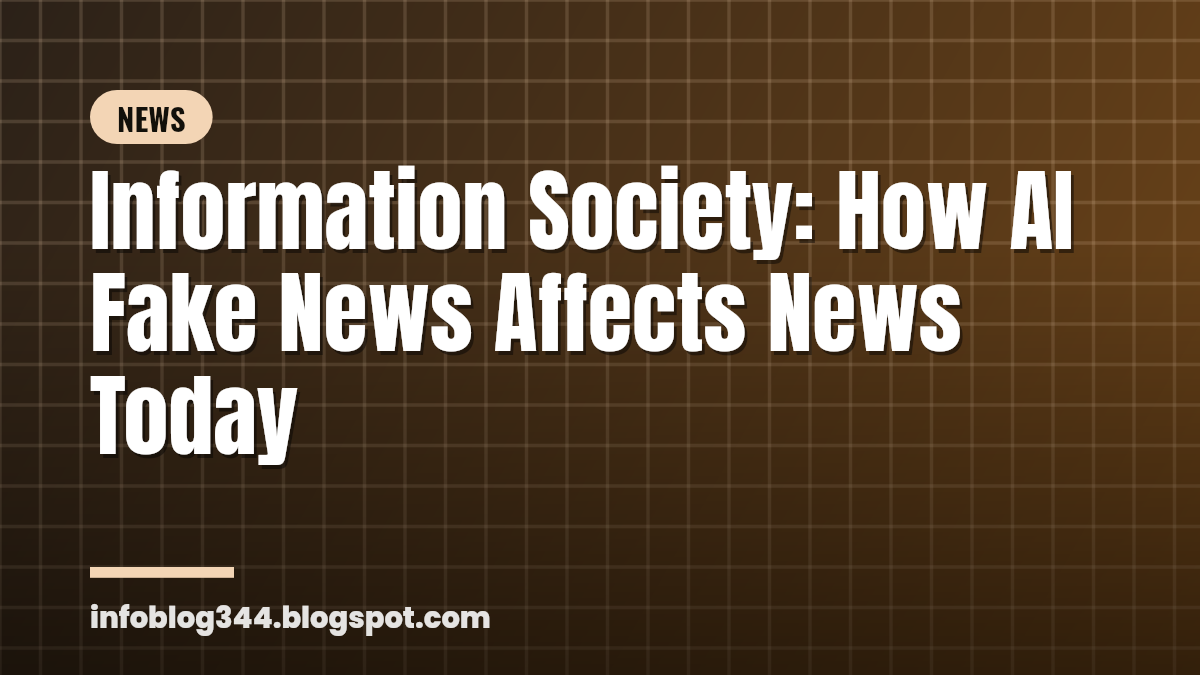 NEWS
Information Society: How AI
Fake News Affects News
Today
infoblog344.blogspot.com